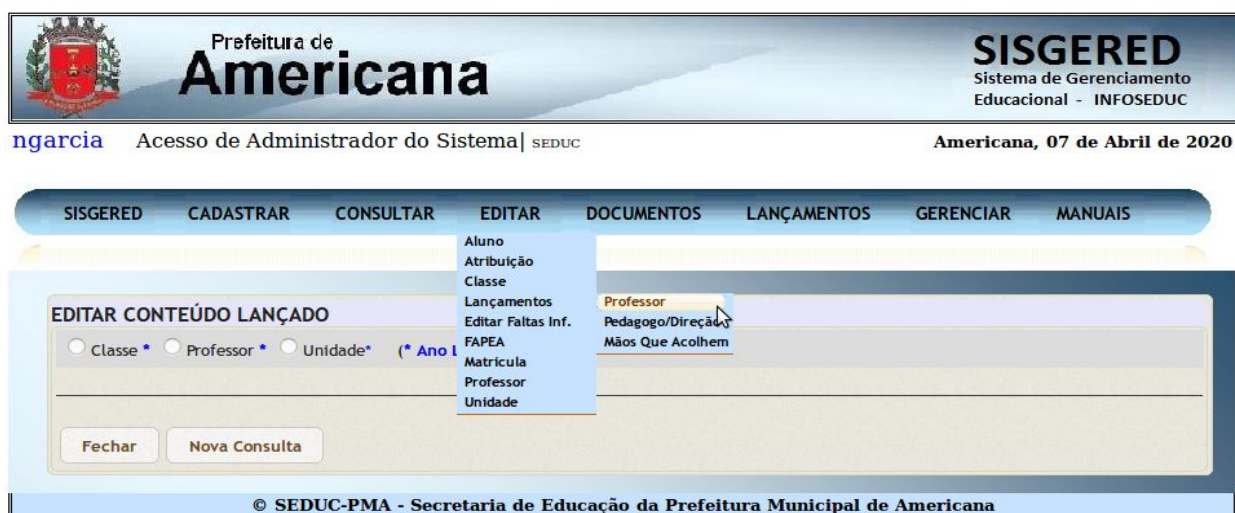 Prefeitura de
Americana
SISGERED
Sistema de Gerenciamento
Educacional - INFOSEDUC
ngarcia Acesso de Administrador do Sistema| SEDUC Americana, 07 de Abril de 2020
SISGERED CADASTRAR CONSULTAR EDITAR DOCUMENTOS LANÇAMENTOS GERENCIAR MANUAIS
Aluno
Atribuição
Classe
Lançamentos
Editar Faltas Inf.
FAPEA
Matricula
Professor
Unidade
Professor
Pedagogo/Direção
Mãos Que Acolhem
EDITAR CONTEÚDO LANÇADO
Classe * Professor * Unidade* (* Ano
Fechar Nova Consulta
© SEDUC-PMA - Secretaria de Educação da Prefeitura Municipal de Americana